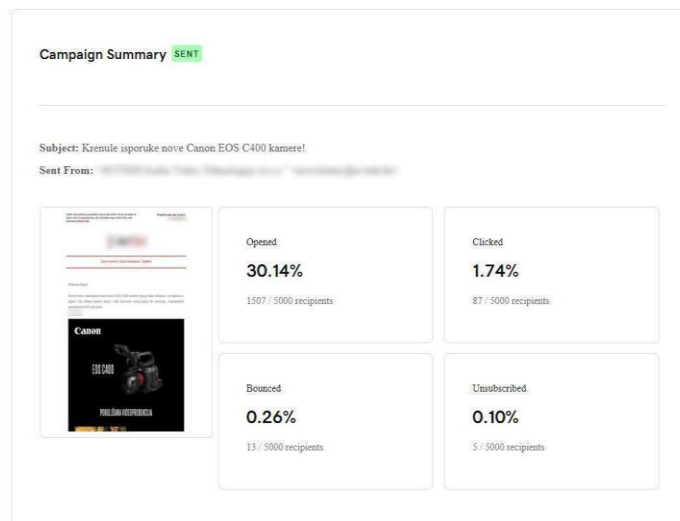 Campaign Summary SENT
Subject: Krenule isporuke nove Canon EOS C400 kamere!
Sent From:
Opened
30.14%
1507 / 5000 recipients
Clicked
1.74%
87 / 5000 recipients
Canon
EOS C400
POBOLJŠANA VIDEOPRODUKCIJA
Bounced
0.26%
13 / 5000 recipients
Unsubscribed
0.10%
5 / 5000 recipients